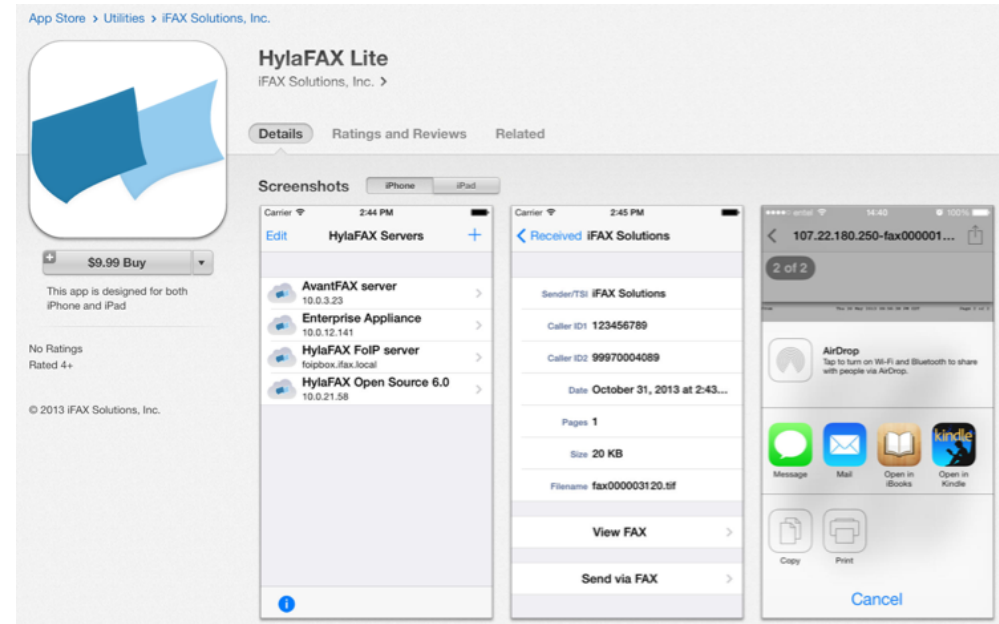 App Store > Utilities > iFAX Solutions, Inc.
HylaFAX Lite
iFAX Solutions, Inc. >
Details Ratings and Reviews Related
Screenshots iPhone iPad
$9.99 Buy
This app is designed for both
iPhone and iPad
No Ratings
Rated 4+
© 2013 iFAX Solutions, Inc.
Carrier 2:44 PM
Edit HylaFAX Servers +
AvantFAX server
10.0.3.23
Enterprise Appliance
10.0.12.141
HylaFAX FoIP server
foipbox.ifax.local
HylaFAX Open Source 6.0
10.0.21.58
Carrier 2:45 PM
Received iFAX Solutions
Sender/TSI iFAX Solutions
Caller ID1 123456789
Caller ID2 99970004089
Date October 31, 2013 at 2:43...
Pages 1
Size 20 KB
Filename fax000003120.tif
View FAX
Send via FAX
entel 14:40 100%
107.22.180.250-fax000001...
2 of 2
AirDrop
Tap to turn on Wi-Fi and Bluetooth to share
with people via AirDrop.
kindle
Message Mail Open in
iBooks Open in
Kindle
Copy Print
Cancel